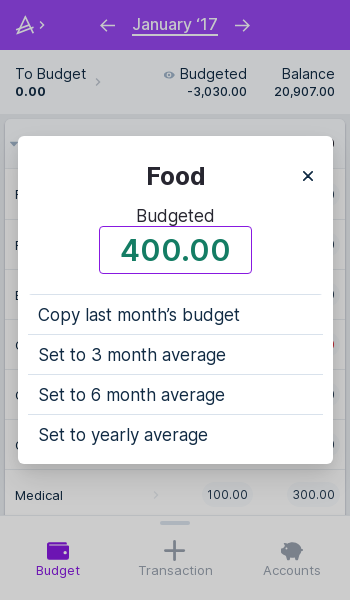 January ‘17
To Budget
0.00
Budgeted
-3,030.00
Balance
20,907.00
Food
Budgeted
400.00
Copy last month’s budget
Set to 3 month average
Set to 6 month average
Set to yearly average
Medical 100.00 300.00
Budget Transaction Accounts